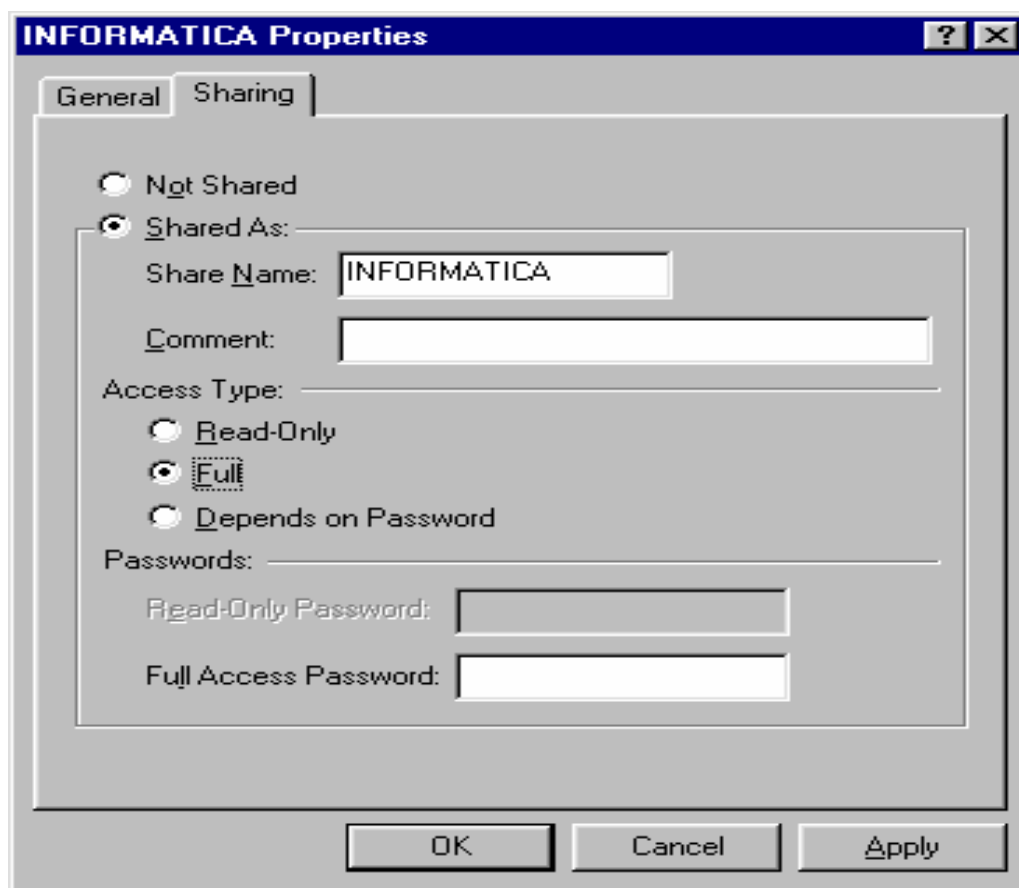 INFORMATICA Properties
General
Sharing
Not Shared
Shared As:
Share Name: INFORMATICA
Comment:
Access Type:
Read-Only
Full
Depends on Password
Passwords:
Read-Only Password:
Full Access Password:
OK Cancel Apply